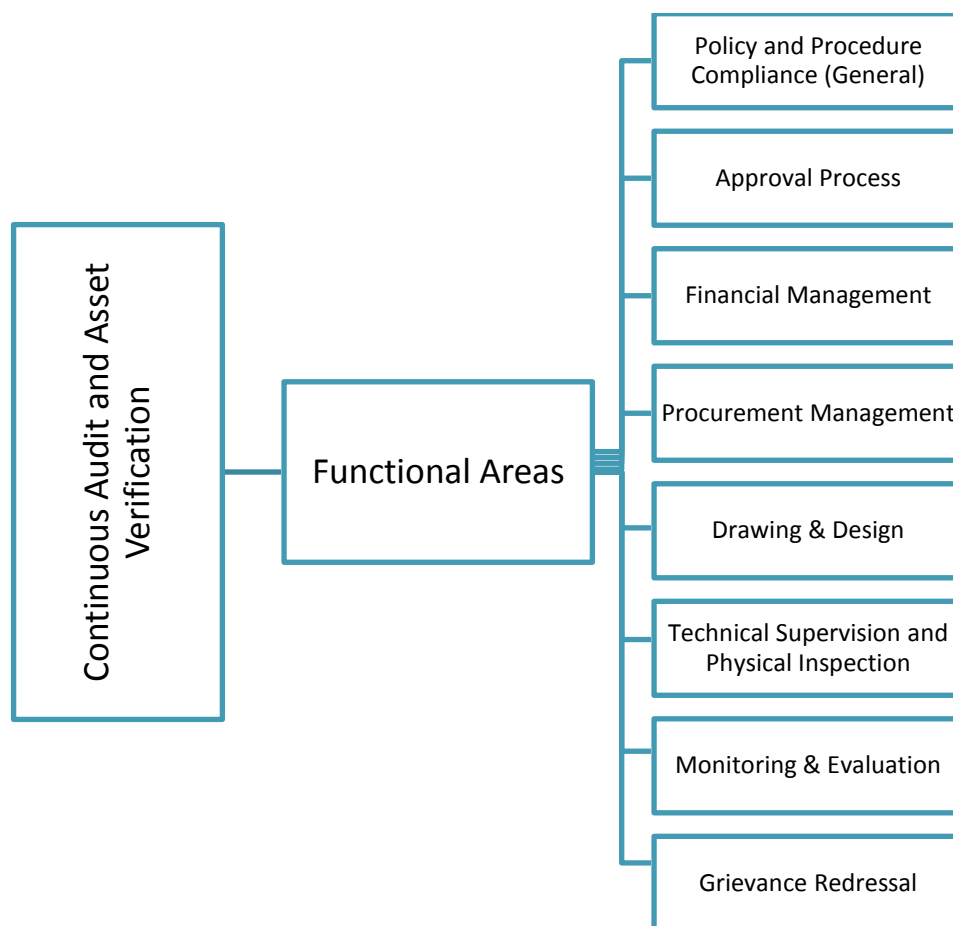 Continuous Audit and Asset
Verification
Functional Areas
Policy and Procedure
Compliance (General)
Approval Process
Financial Management
Procurement Management
Drawing & Design
Technical Supervision and
Physical Inspection
Monitoring & Evaluation
Grievance Redressal